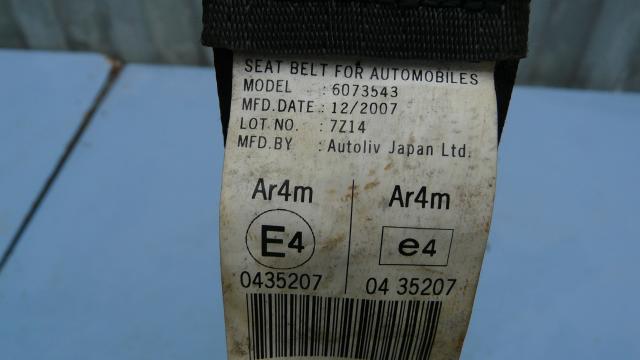 SEAT BELT FOR AUTOMOBILES
MODEL : 6073543
MFD.DATE : 12/2007
LOT NO. : 7Z14
MFD.BY : Autoliv Japan Ltd.
Ar4m Ar4m
E4 e4
0435207 04 35207